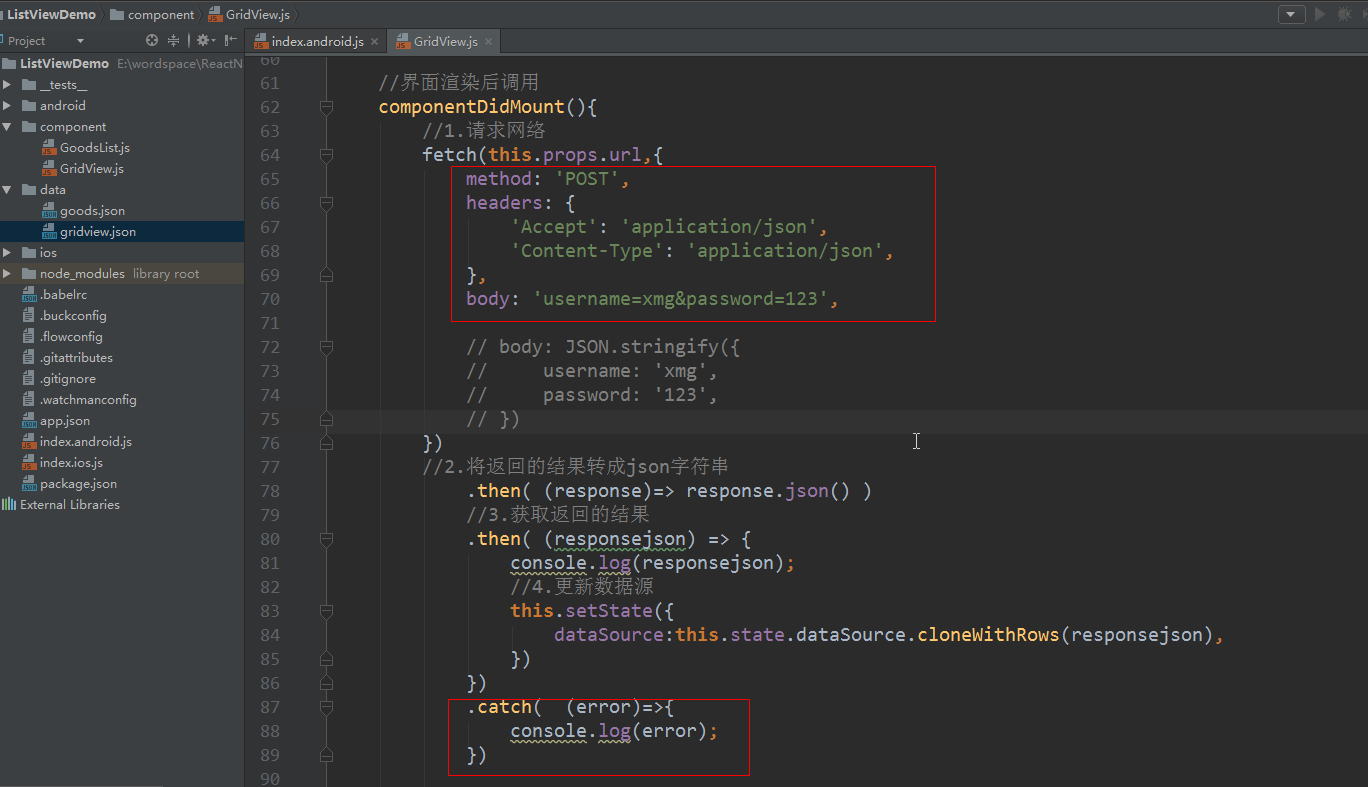 ListViewDemo component GridView.js
Project
index.android.js GridView.js
ListViewDemo E:\wordspace\ReactN
__tests__
android
component
GoodsList.js
GridView.js
data
goods.json
gridview.json
ios
node_modules library root
.babelrc
.buckconfig
.flowconfig
.gitattributes
.gitignore
.watchmanconfig
app.json
index.android.js
index.ios.js
package.json
External Libraries
60
61 //界面渲染后调用
62 componentDidMount(){
63 //1.请求网络
64 fetch(this.props.url,{
65 method: 'POST',
66 headers: {
67 'Accept': 'application/json',
68 'Content-Type': 'application/json',
69 },
70 body: 'username=xmg&password=123',
71
72 // body: JSON.stringify({
73 // username: 'xmg',
74 // password: '123',
75 // })
76 })
77 //2.将返回的结果转成json字符串
78 .then( (response)=> response.json() )
79 //3.获取返回的结果
80 .then( (responsejson) => {
81 console.log(responsejson);
82 //4.更新数据源
83 this.setState({
84 dataSource:this.state.dataSource.cloneWithRows(responsejson),
85 })
86 })
87 .catch( (error)=>{
88 console.log(error);
89 })
90